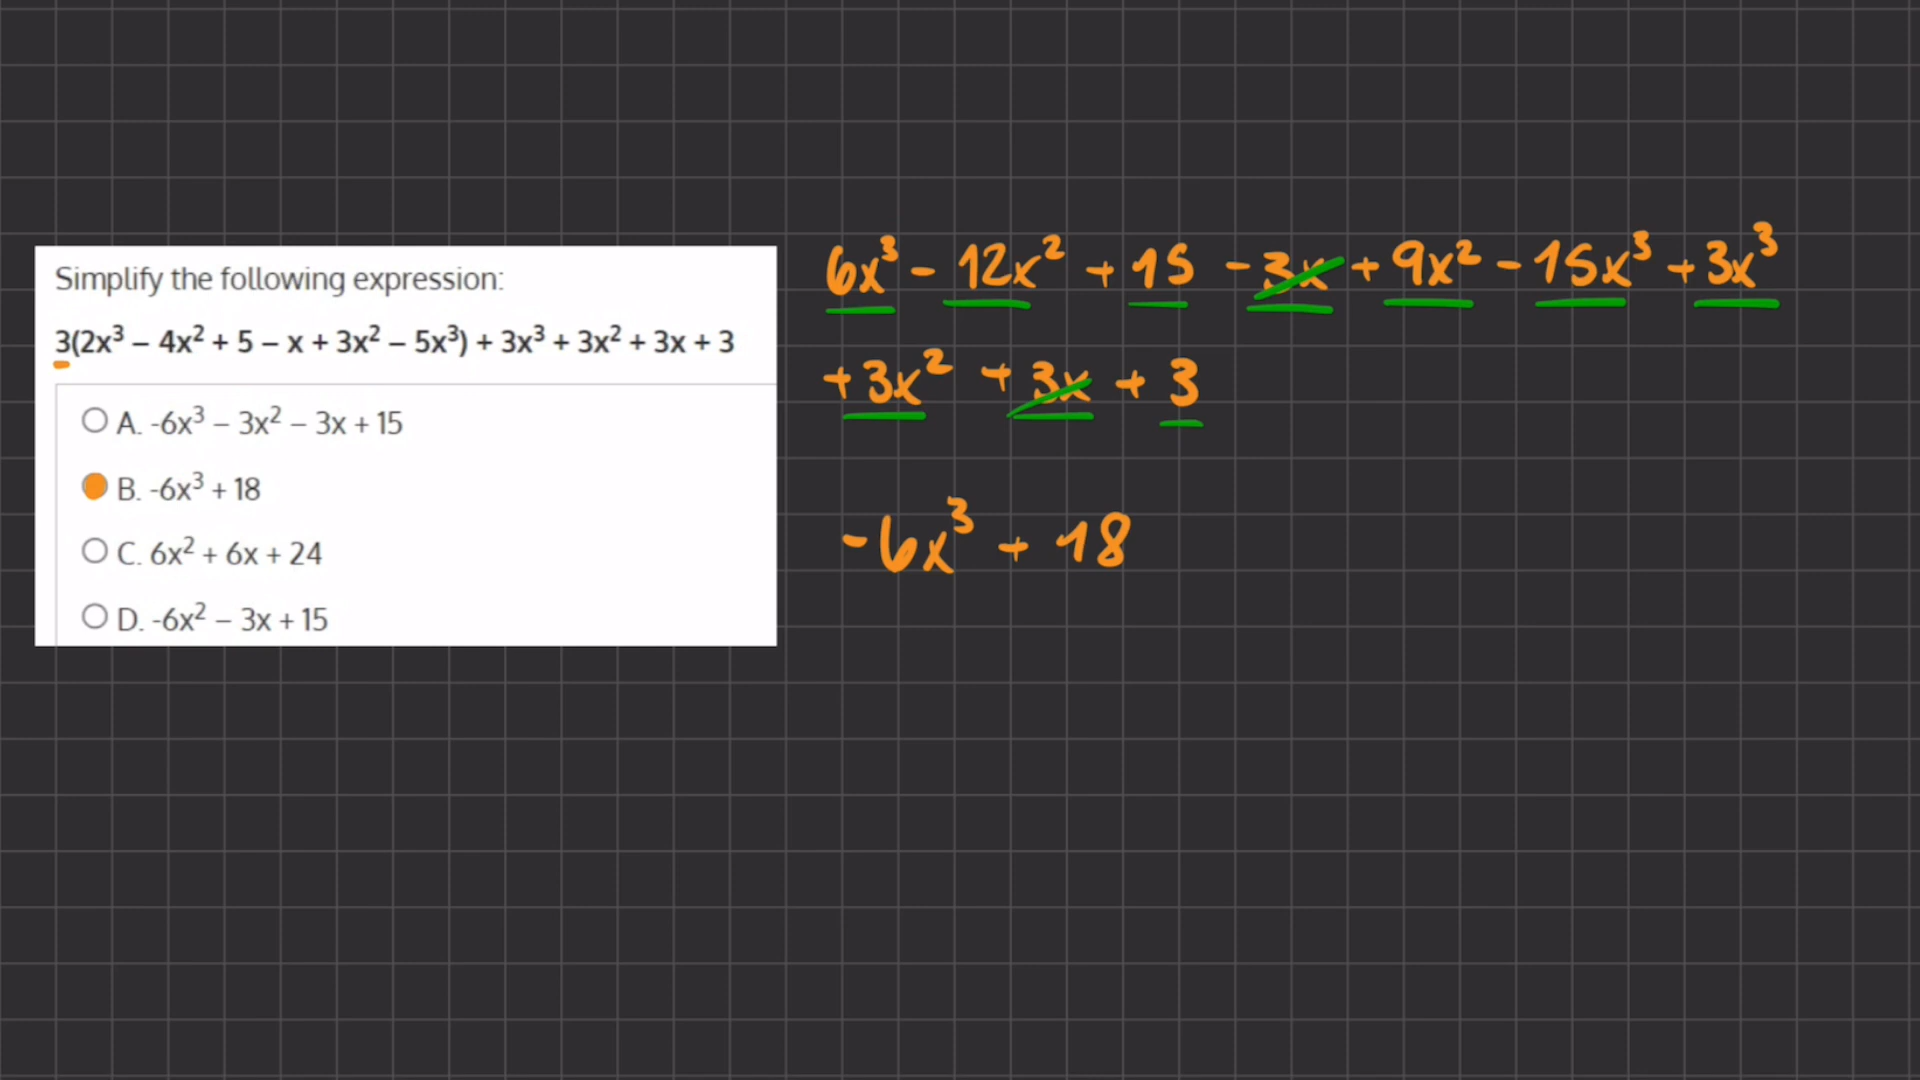 Simplify the following expression:
3(2x³ – 4x² + 5 – x + 3x² – 5x³) + 3x³ + 3x² + 3x + 3
A. -6x³ – 3x² – 3x + 15
B. -6x³ + 18
C. 6x² + 6x + 24
D. -6x² – 3x + 15
6x³ - 12x² + 15 - 3x + 9x² - 15x³ + 3x³
+ 3x² + 3x + 3
-6x³ + 18